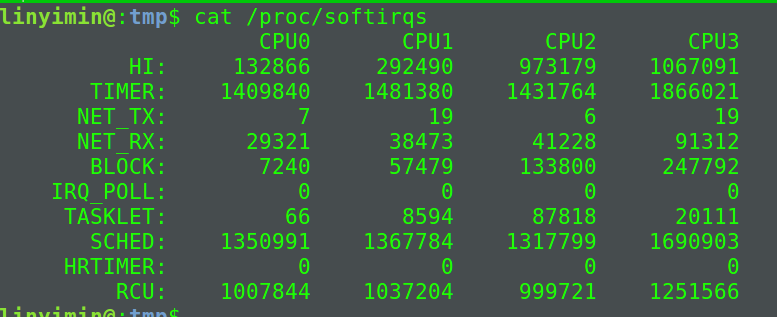 linyimin@:tmp$ cat /proc/softirqs
CPU0 CPU1 CPU2 CPU3
HI: 132866 292490 973179 1067091
TIMER: 1409840 1481380 1431764 1866021
NET_TX: 7 19 6 19
NET_RX: 29321 38473 41228 91312
BLOCK: 7240 57479 133800 247792
IRQ_POLL: 0 0 0 0
TASKLET: 66 8594 87818 20111
SCHED: 1350991 1367784 1317799 1690903
HRTIMER: 0 0 0 0
RCU: 1007844 1037204 999721 1251566
linyimin@:tmp$